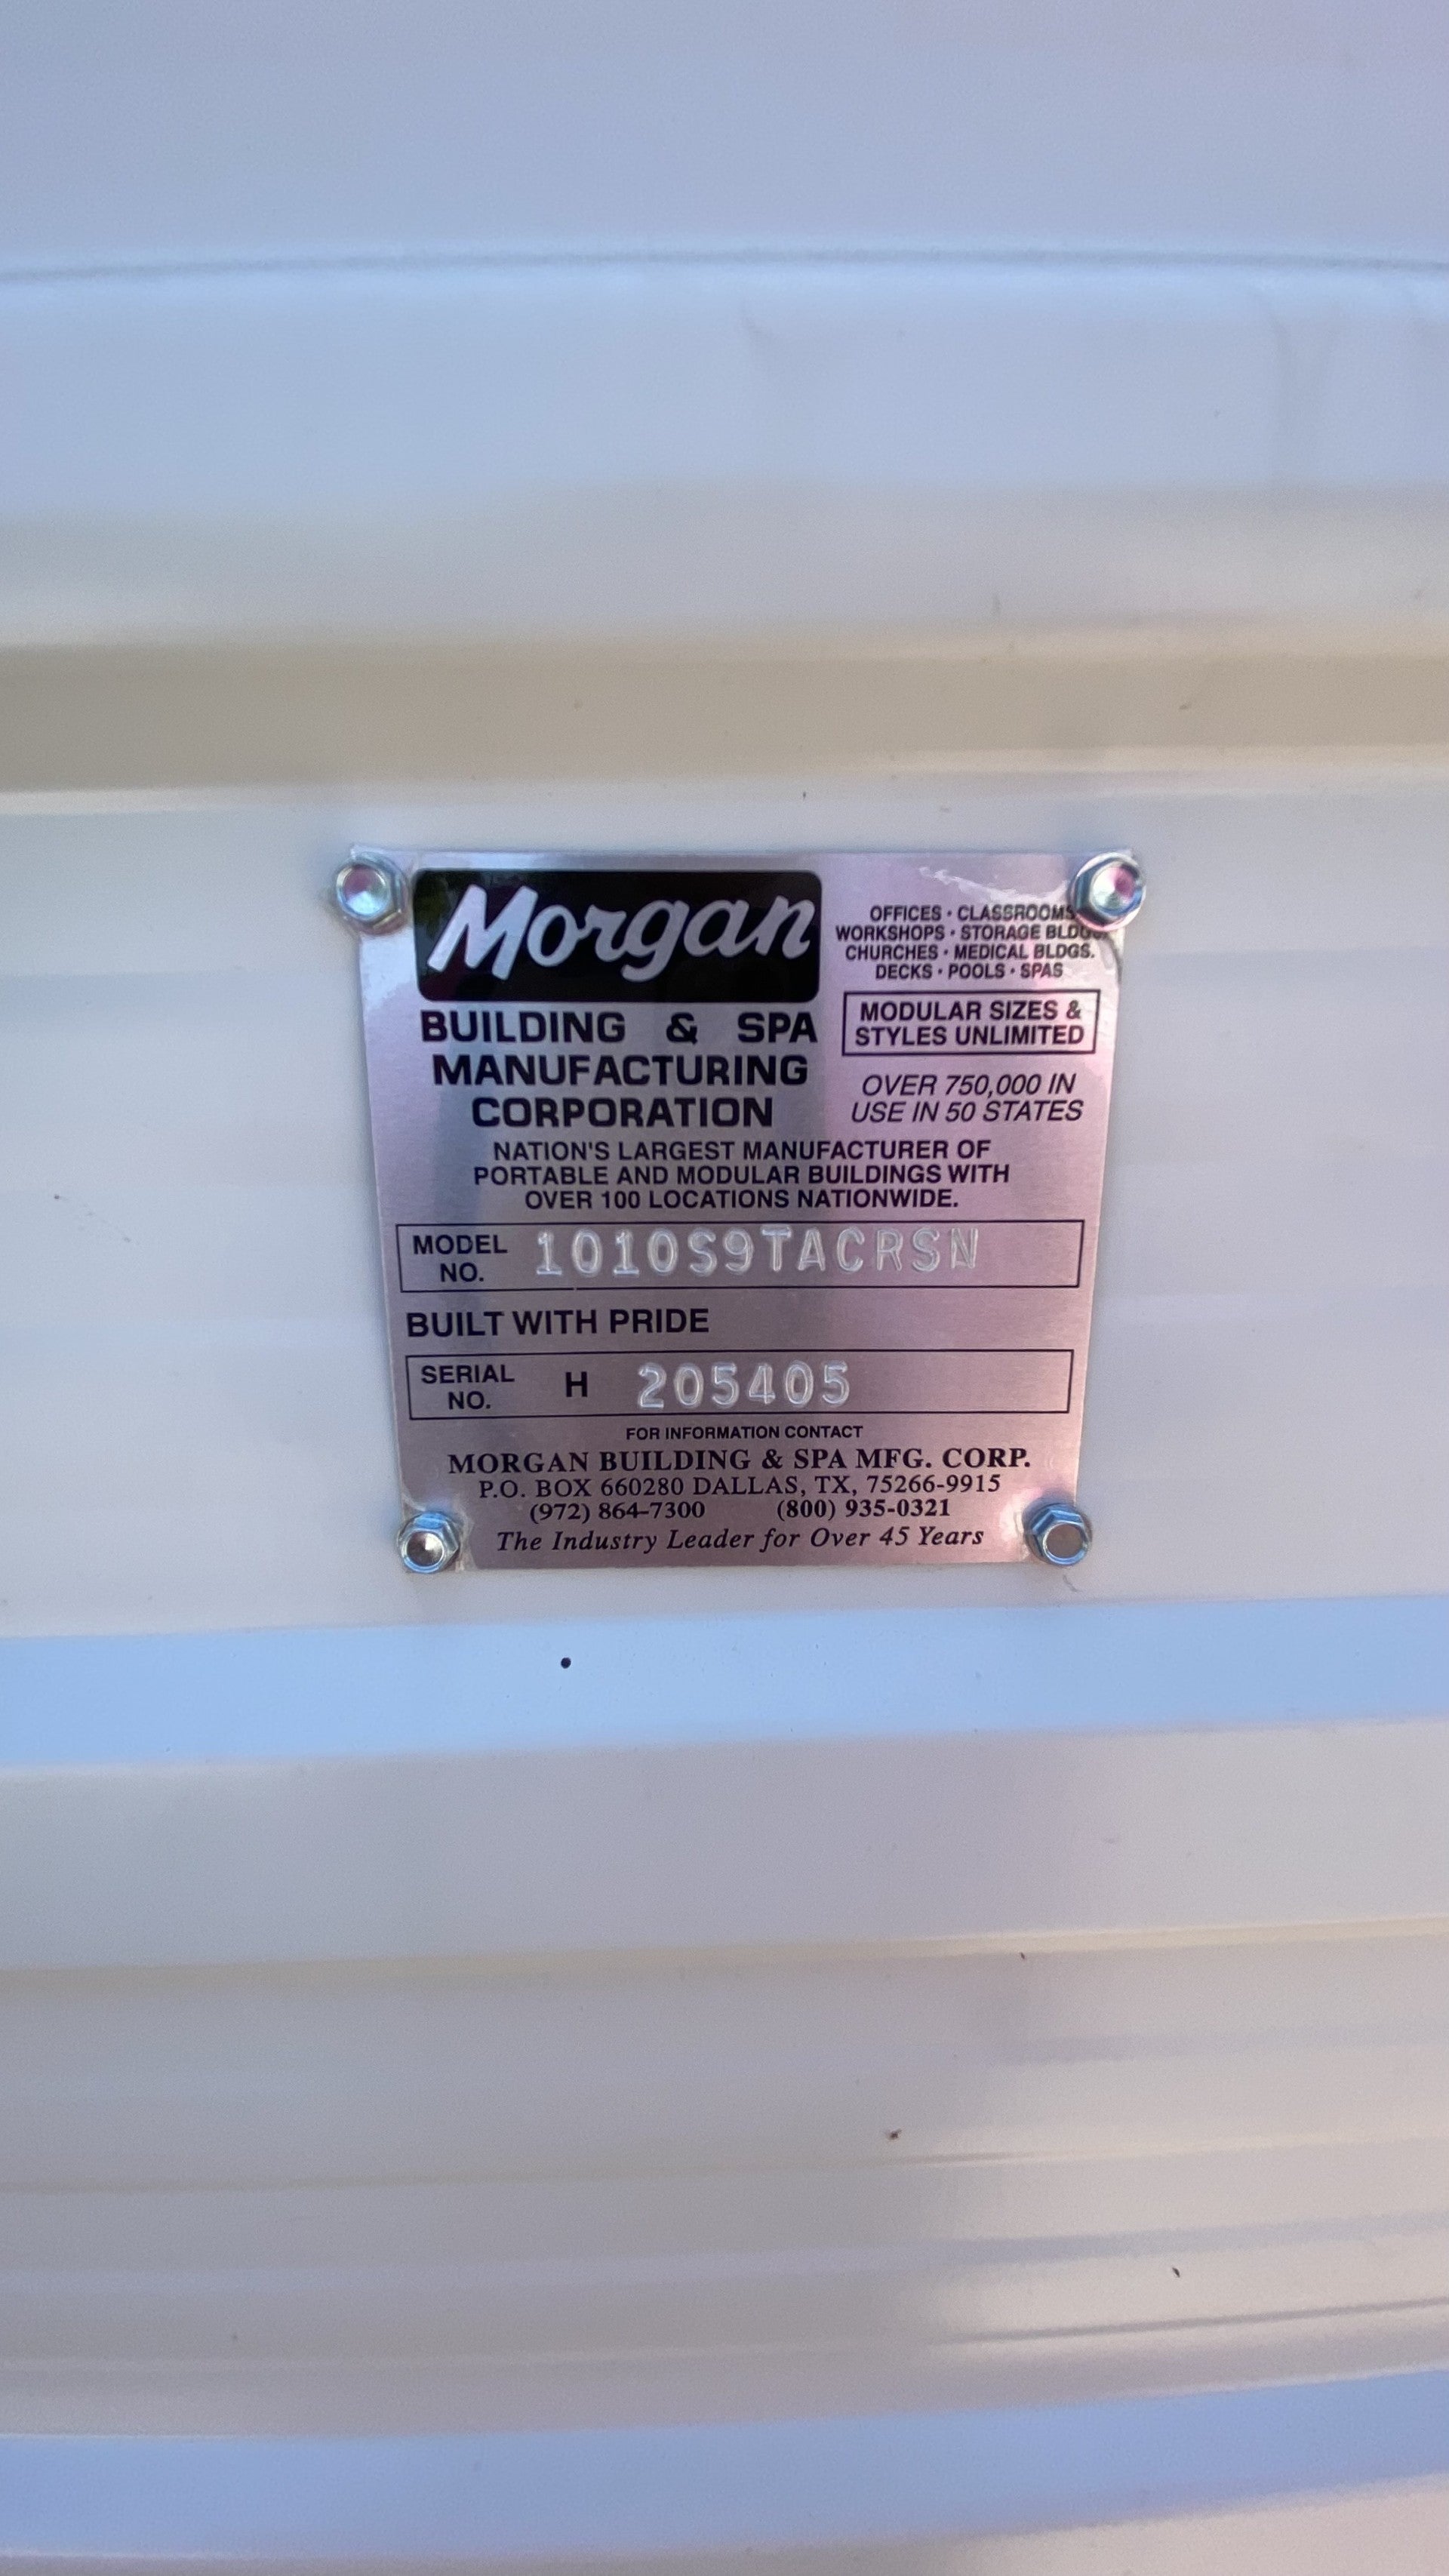 Morgan
BUILDING & SPA
MANUFACTURING
CORPORATION
OFFICES · CLASSROOMS
WORKSHOPS · STORAGE BLDGS.
CHURCHES · MEDICAL BLDGS.
DECKS · POOLS · SPAS
MODULAR SIZES &
STYLES UNLIMITED
OVER 750,000 IN
USE IN 50 STATES
NATION'S LARGEST MANUFACTURER OF
PORTABLE AND MODULAR BUILDINGS WITH
OVER 100 LOCATIONS NATIONWIDE.
MODEL NO. 1010S9TACRSN
BUILT WITH PRIDE
SERIAL NO. H 205405
FOR INFORMATION CONTACT
MORGAN BUILDING & SPA MFG. CORP.
P.O. BOX 660280 DALLAS, TX, 75266-9915
(972) 864-7300 (800) 935-0321
The Industry Leader for Over 45 Years